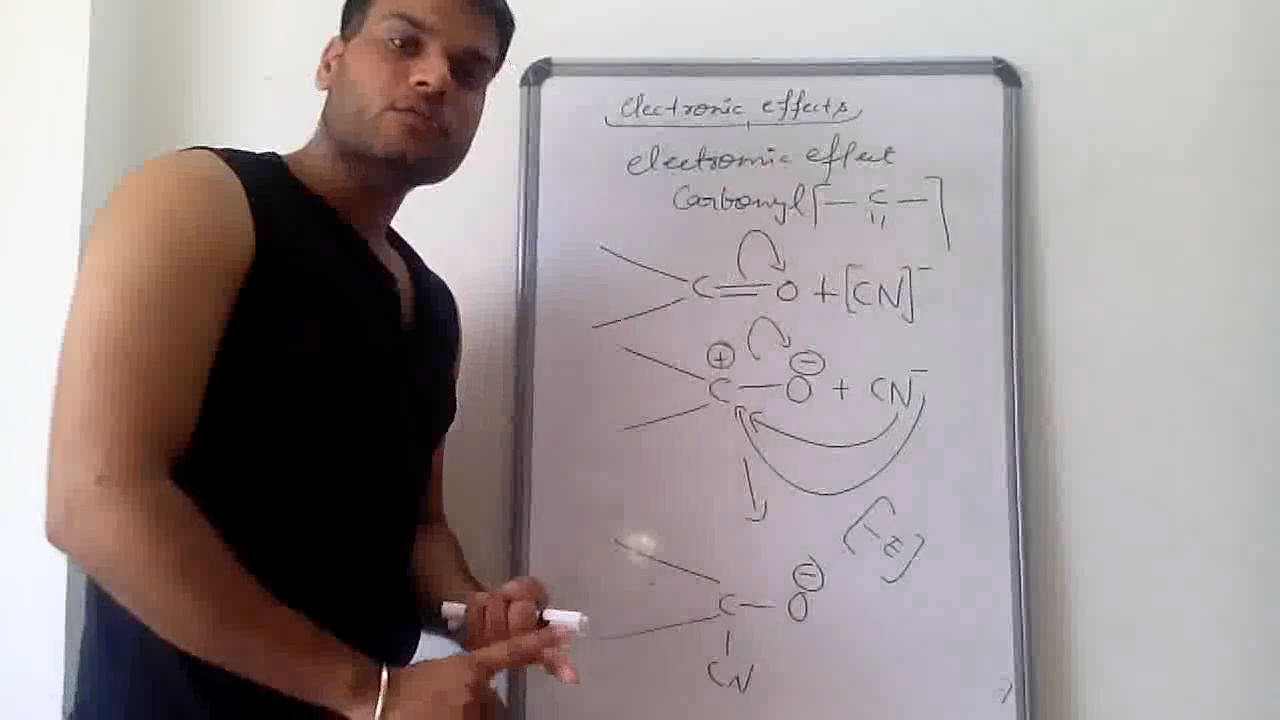 electronic effects
electromic effect
Carbonyl [—C—]
C=O + [CN]⁻
⊕ ⊖
C—O + CN⁻
[-E]
⊖
C—O
CN